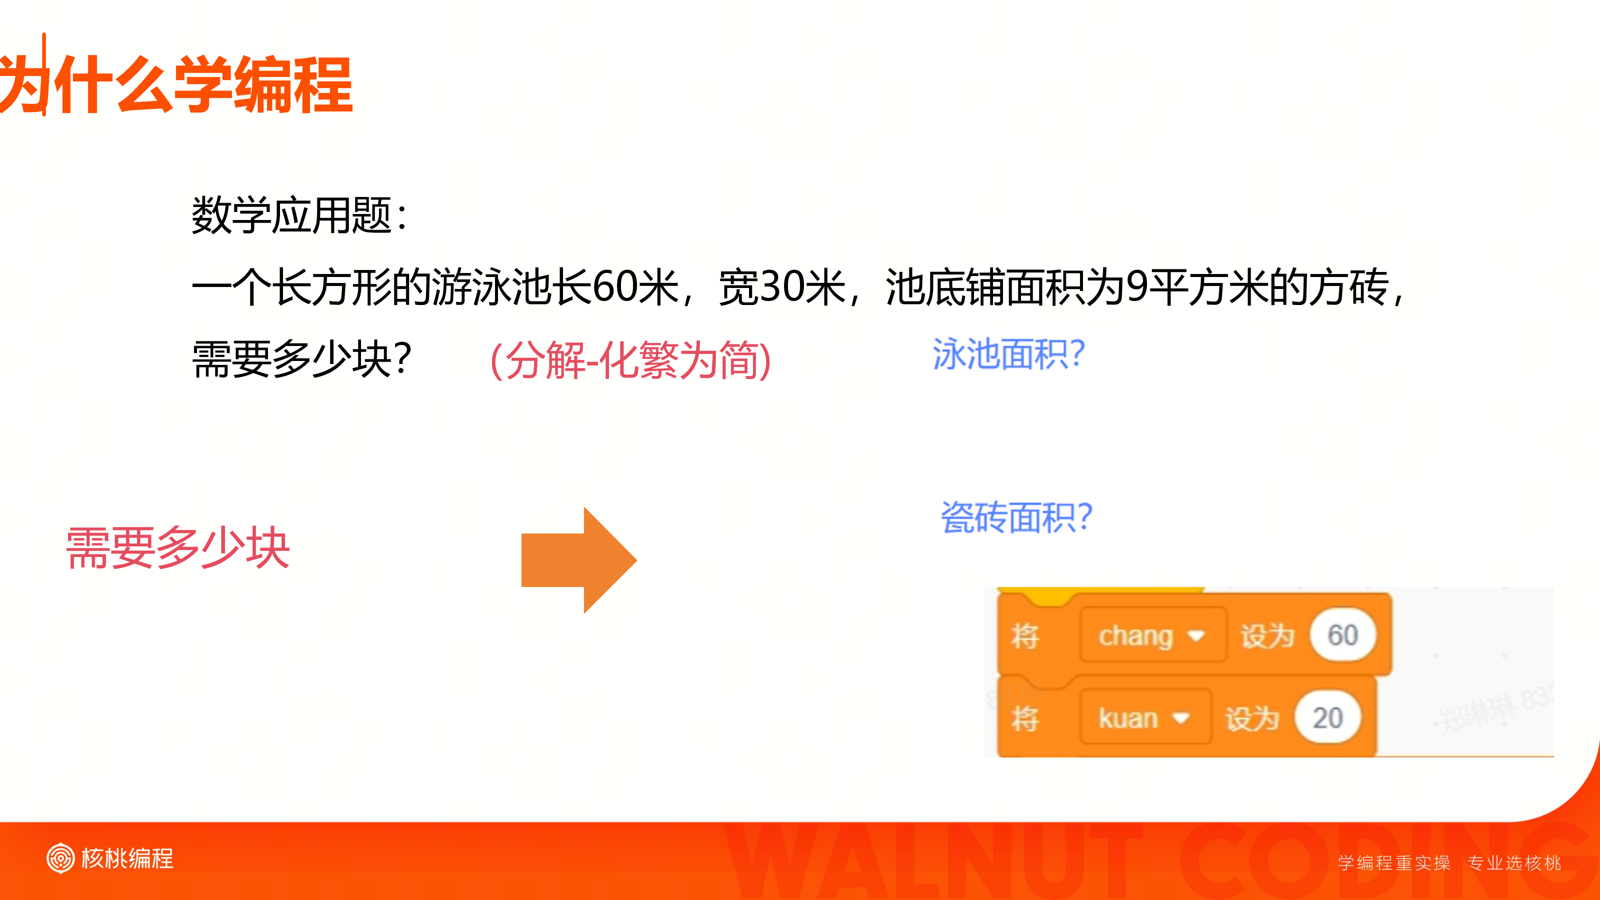 为什么学编程
数学应用题：
一个长方形的游泳池长60米，宽30米，池底铺面积为9平方米的方砖，
需要多少块？ （分解-化繁为简)
泳池面积？
瓷砖面积？
需要多少块
将 chang 设为 60
将 kuan 设为 20
核桃编程
WALNUT CODING
学编程重实操 专业选核桃